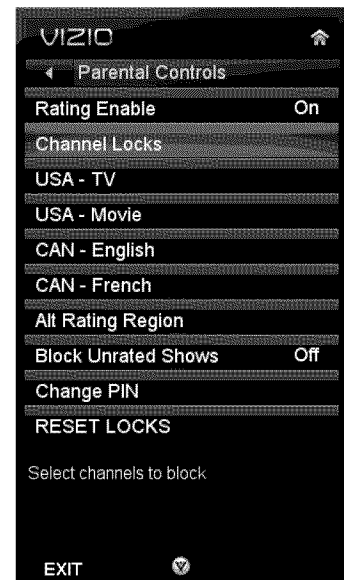 VIZIO
Parental Controls
Rating Enable On
Channel Locks
USA - TV
USA - Movie
CAN - English
CAN - French
Alt Rating Region
Block Unrated Shows Off
Change PIN
RESET LOCKS
Select channels to block
EXIT